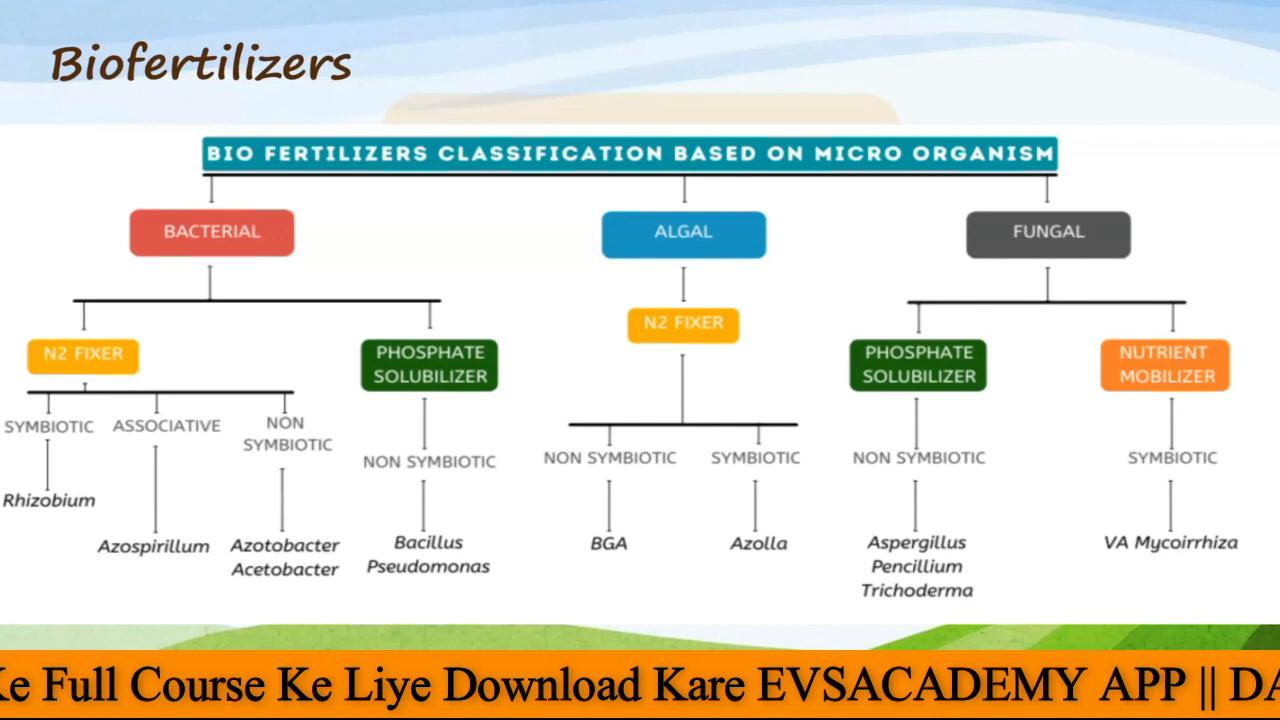 Biofertilizers
BIO FERTILIZERS CLASSIFICATION BASED ON MICRO ORGANISM
BACTERIAL
ALGAL
FUNGAL
N2 FIXER
PHOSPHATE
SOLUBILIZER
N2 FIXER
PHOSPHATE
SOLUBILIZER
NUTRIENT
MOBILIZER
SYMBIOTIC
ASSOCIATIVE
NON
SYMBIOTIC
NON SYMBIOTIC
NON SYMBIOTIC
SYMBIOTIC
NON SYMBIOTIC
SYMBIOTIC
Rhizobium
Azospirillum
Azotobacter
Acetobacter
Bacillus
Pseudomonas
BGA
Azolla
Aspergillus
Pencillium
Trichoderma
VA Mycoirrhiza
Ke Full Course Ke Liye Download Kare EVSACADEMY APP || DA